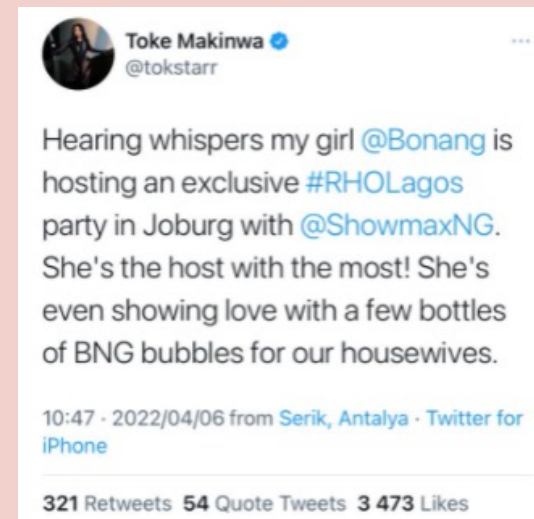 Toke Makinwa
@tokstarr
Hearing whispers my girl @Bonang is
hosting an exclusive #RHOLagos
party in Joburg with @ShowmaxNG.
She's the host with the most! She's
even showing love with a few bottles
of BNG bubbles for our housewives.
10:47 · 2022/04/06 from Serik, Antalya · Twitter for
iPhone
321 Retweets 54 Quote Tweets 3 473 Likes